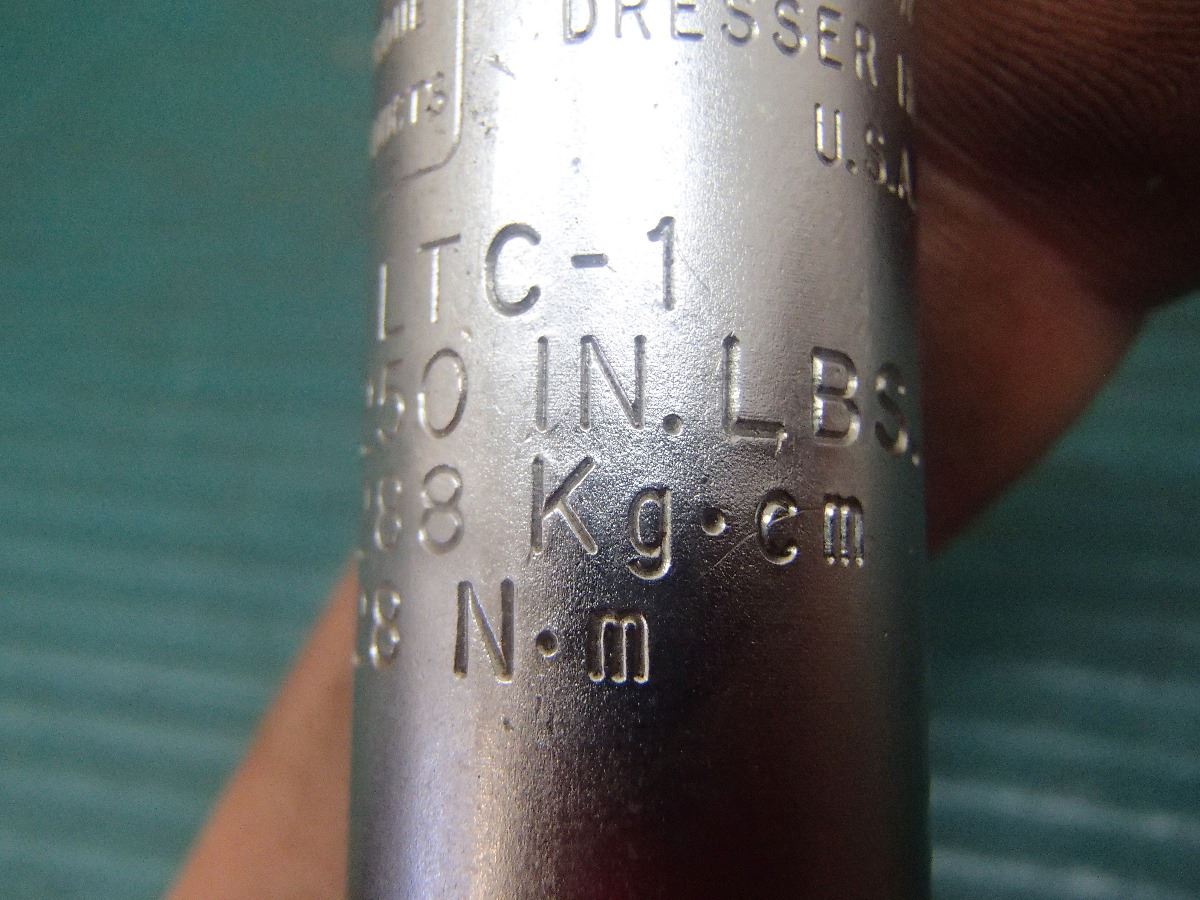 DRESSER
U.S.A
LTC-1
250 IN.LBS.
288 Kg·cm
28 N·m